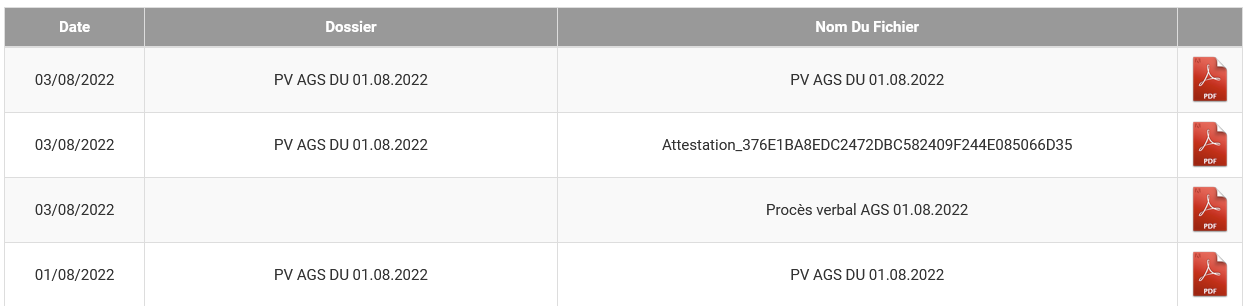 Date Dossier Nom Du Fichier
03/08/2022 PV AGS DU 01.08.2022 PV AGS DU 01.08.2022 PDF
03/08/2022 PV AGS DU 01.08.2022 Attestation_376E1BA8EDC2472DBC582409F244E085066D35 PDF
03/08/2022 Procès verbal AGS 01.08.2022 PDF
01/08/2022 PV AGS DU 01.08.2022 PV AGS DU 01.08.2022 PDF